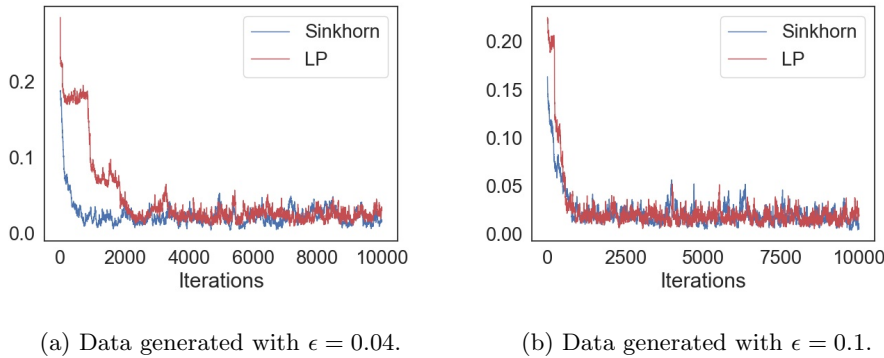 Sinkhorn
LP
0.2
0.1
0.0
0 2000 4000 6000 8000 10000
Iterations
(a) Data generated with ϵ = 0.04.
Sinkhorn
LP
0.20
0.15
0.10
0.05
0.00
0 2500 5000 7500 10000
Iterations
(b) Data generated with ϵ = 0.1.